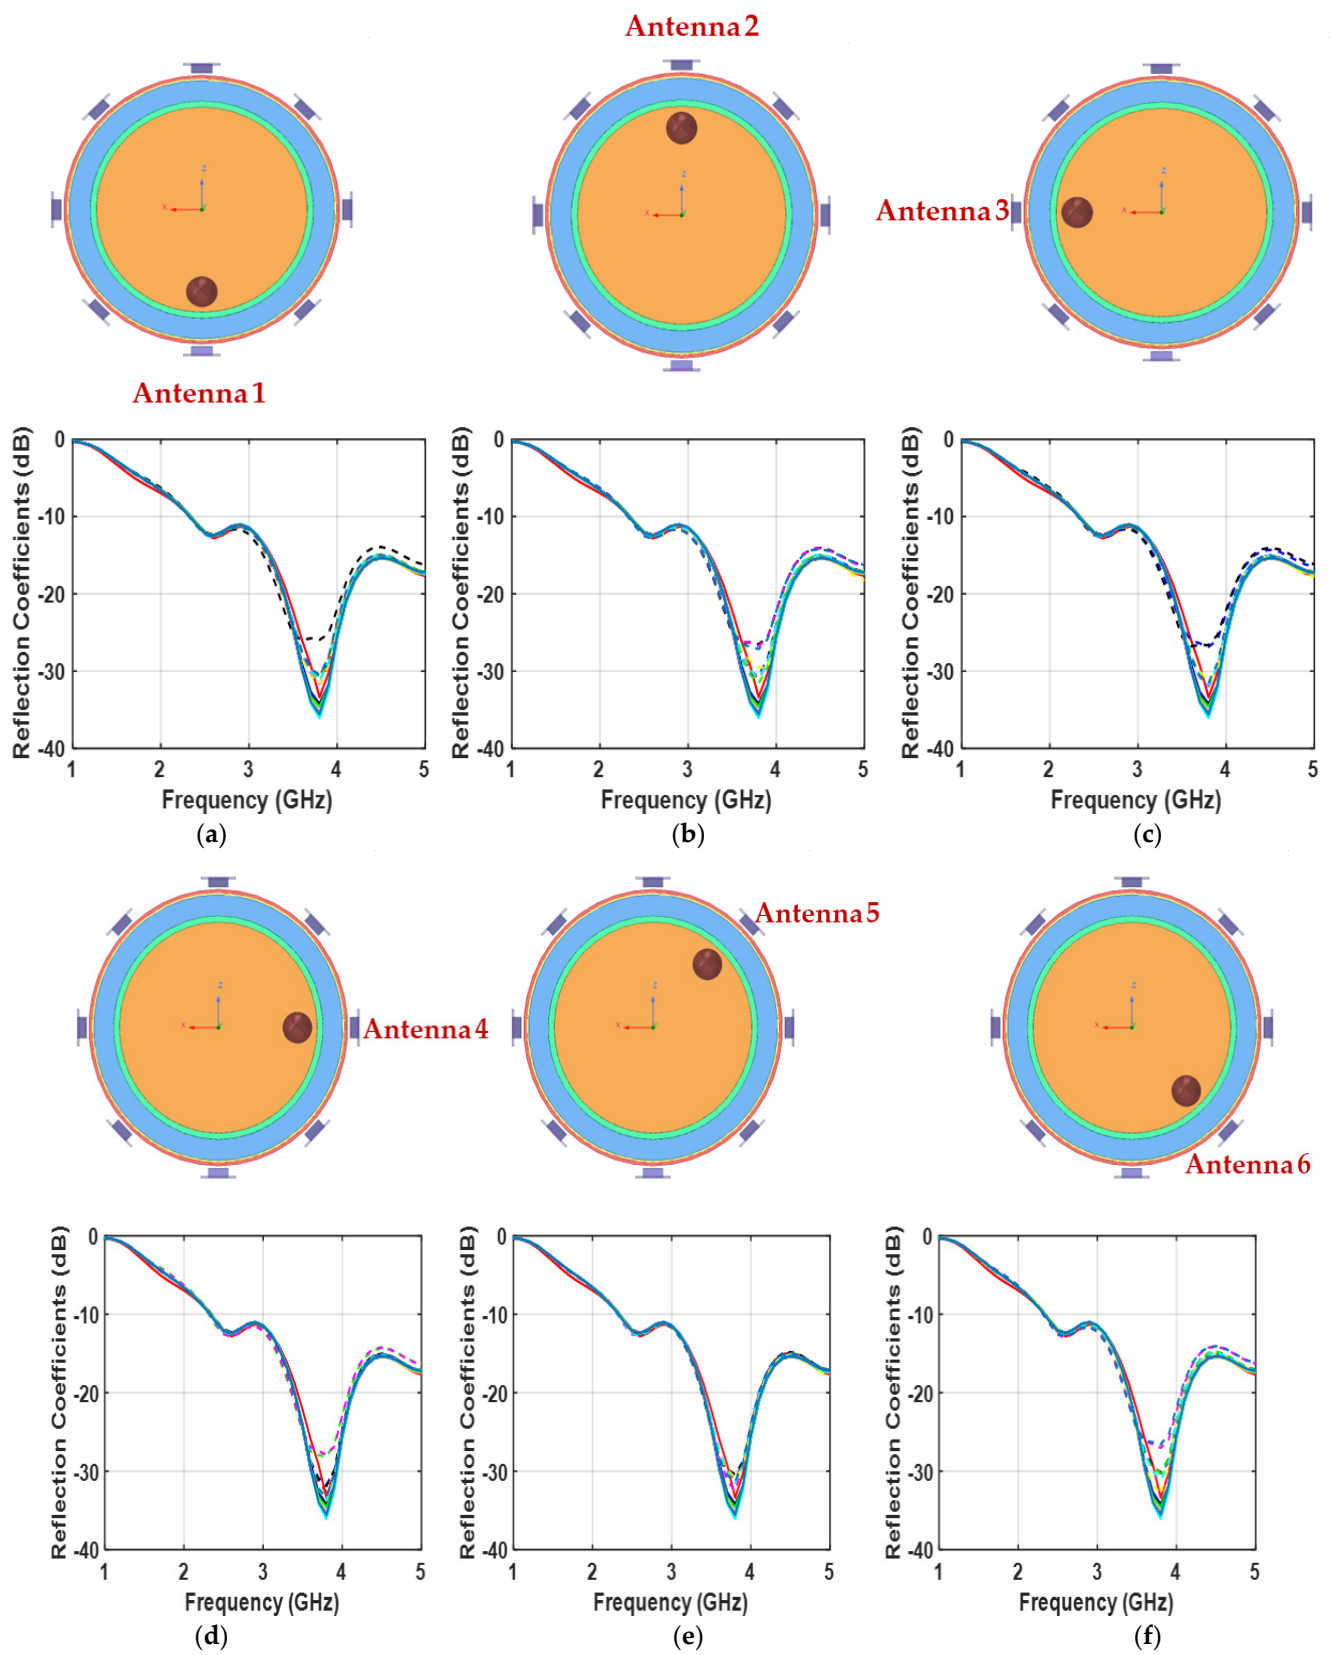 Antenna 2
Z
X
Y
Z
X
Y
Antenna 3
Z
X
Y
Antenna 1
Reflection Coefficients (dB)
0
-10
-20
-30
-40
1 2 3 4 5
Frequency (GHz)
(a)
Reflection Coefficients (dB)
0
-10
-20
-30
-40
1 2 3 4 5
Frequency (GHz)
(b)
Reflection Coefficients (dB)
0
-10
-20
-30
-40
1 2 3 4 5
Frequency (GHz)
(c)
Z
X
Y
Antenna 4
Antenna 5
Z
X
Y
Z
X
Y
Antenna 6
Reflection Coefficients (dB)
0
-10
-20
-30
-40
1 2 3 4 5
Frequency (GHz)
(d)
Reflection Coefficients (dB)
0
-10
-20
-30
-40
1 2 3 4 5
Frequency (GHz)
(e)
Reflection Coefficients (dB)
0
-10
-20
-30
-40
1 2 3 4 5
Frequency (GHz)
(f)